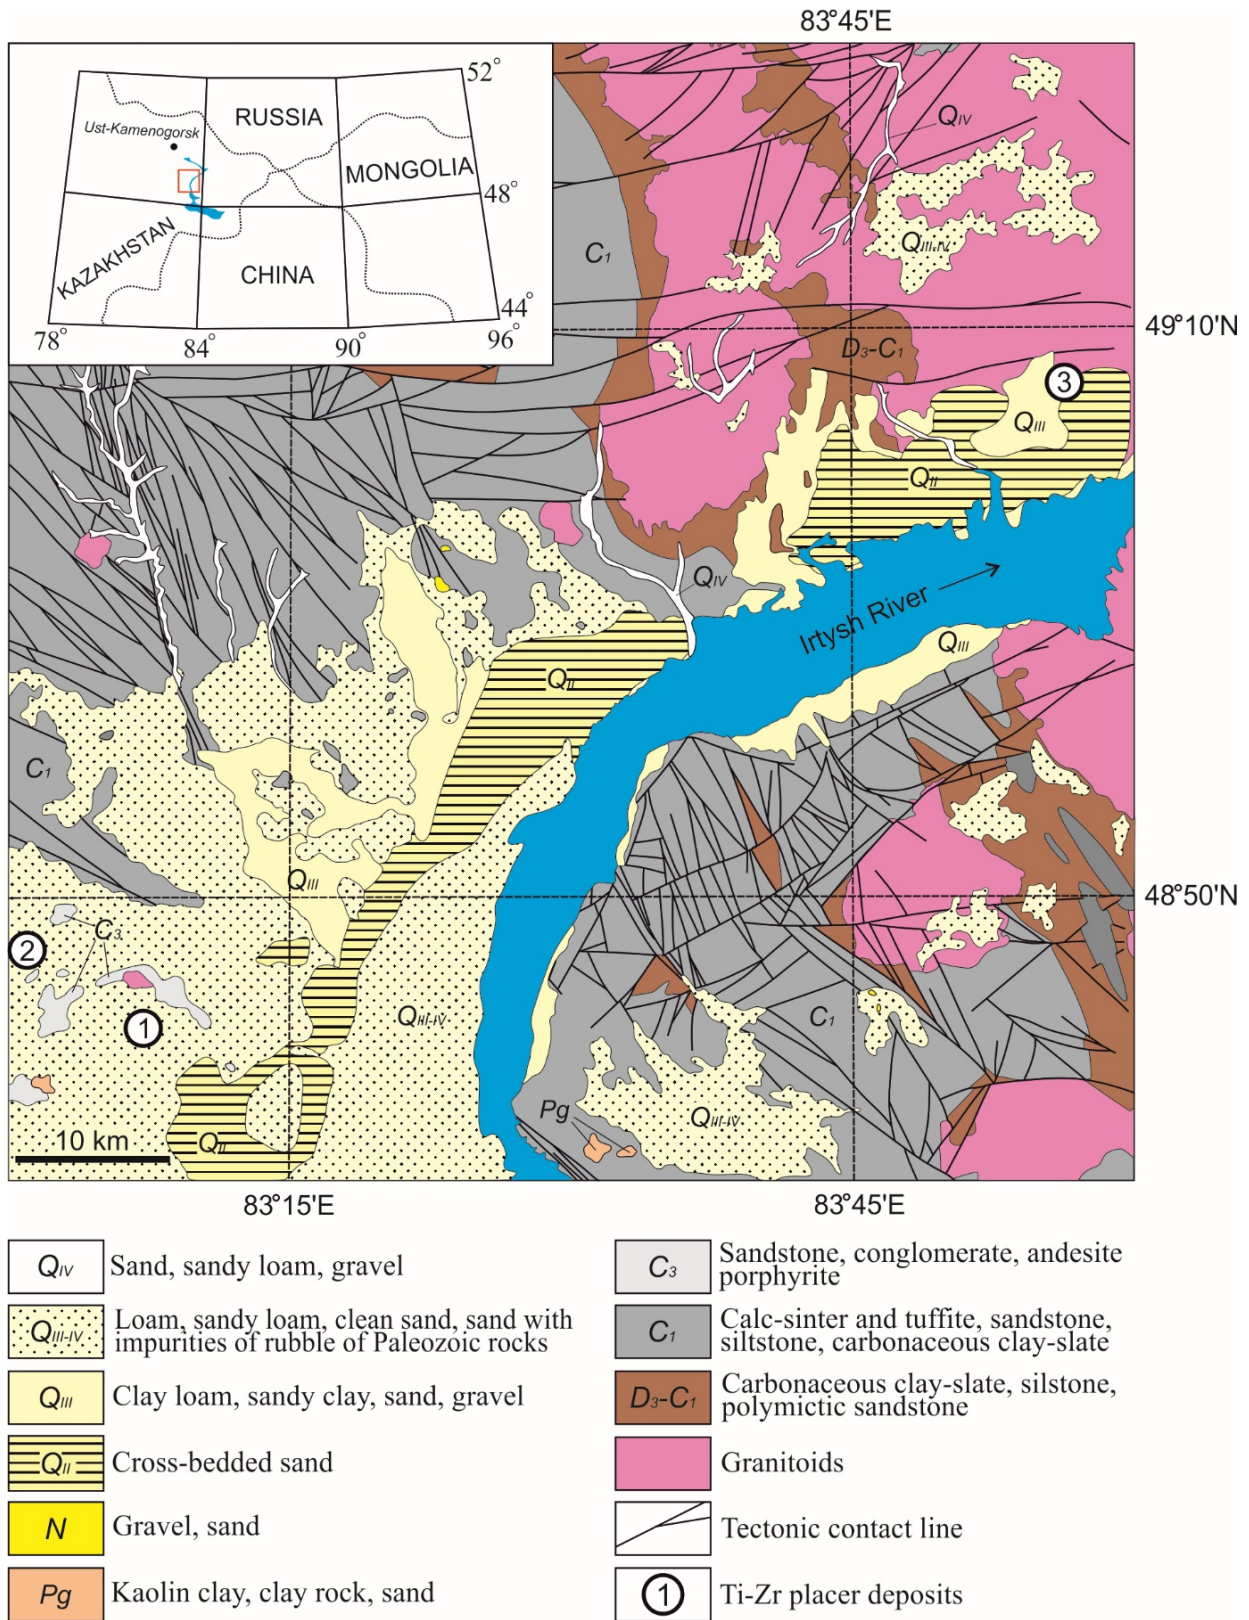 83°45'E
52°
Ust-Kamenogorsk
RUSSIA
MONGOLIA
48°
KAZAKHSTAN
CHINA
44°
78°
84°
90°
96°
QIV
QIII-IV
C1
49°10'N
D3-C1
3
QIII
QII
QIV
Irtysh River
QIII
QII
C1
QIII
48°50'N
C3
2
1
QIII-IV
C1
Pg
QIII-IV
QII
10 km
83°15'E
83°45'E
QIV Sand, sandy loam, gravel
QIII-IV Loam, sandy loam, clean sand, sand with
impurities of rubble of Paleozoic rocks
QIII Clay loam, sandy clay, sand, gravel
QII Cross-bedded sand
N Gravel, sand
Pg Kaolin clay, clay rock, sand
C3 Sandstone, conglomerate, andesite
porphyrite
C1 Calc-sinter and tuffite, sandstone,
siltstone, carbonaceous clay-slate
D3-C1 Carbonaceous clay-slate, silstone,
polymictic sandstone
Granitoids
Tectonic contact line
1 Ti-Zr placer deposits